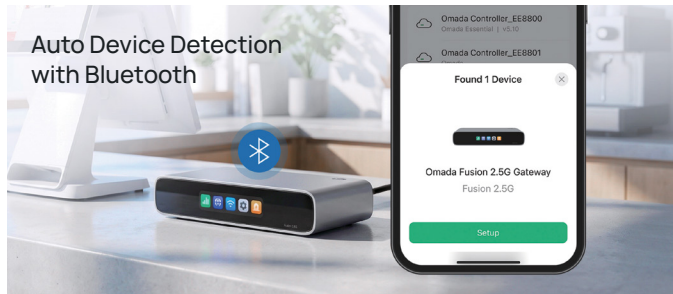 Auto Device Detection
with Bluetooth
Omada Controller_EE8800
Omada Essential | v5.10
Omada Controller_EE8801
Found 1 Device
Omada Fusion 2.5G Gateway
Fusion 2.5G
Setup